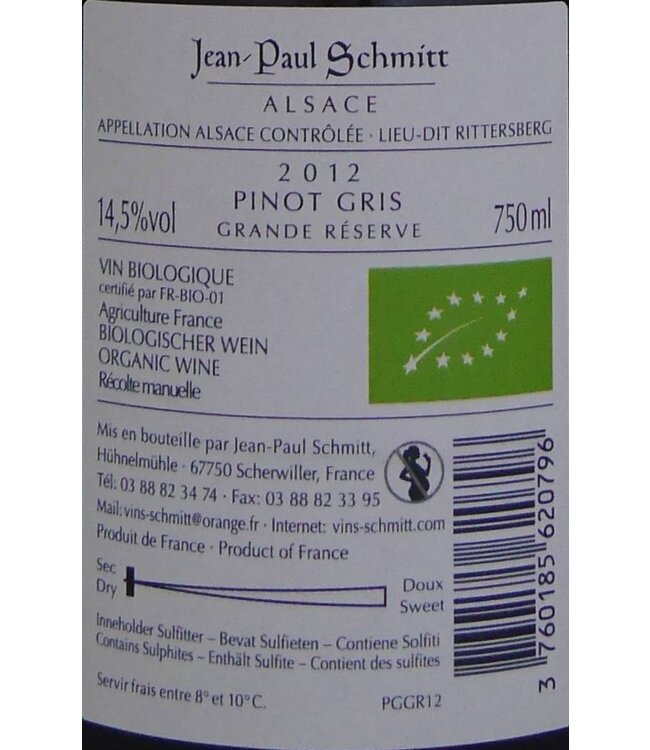 Jean-Paul Schmitt
ALSACE
APPELLATION ALSACE CONTRÔLÉE · LIEU-DIT RITTERSBERG
2012
PINOT GRIS
14,5%vol
GRANDE RÉSERVE
750 ml
VIN BIOLOGIQUE
certifié par FR-BIO-01
Agriculture France
BIOLOGISCHER WEIN
ORGANIC WINE
Récolte manuelle
Mis en bouteille par Jean-Paul Schmitt,
Hühnelmühle · 67750 Scherwiller, France
Tél: 03 88 82 34 74 · Fax: 03 88 82 33 95
Mail: vins-schmitt@orange.fr · Internet: vins-schmitt.com
Produit de France · Product of France
Sec
Dry
Doux
Sweet
Inneholder Sulfitter – Bevat Sulfieten – Contiene Solfiti
Contains Sulphites – Enthält Sulfite – Contient des sulfites
Servir frais entre 8° et 10°C.
PGGR12
3 760185 620796